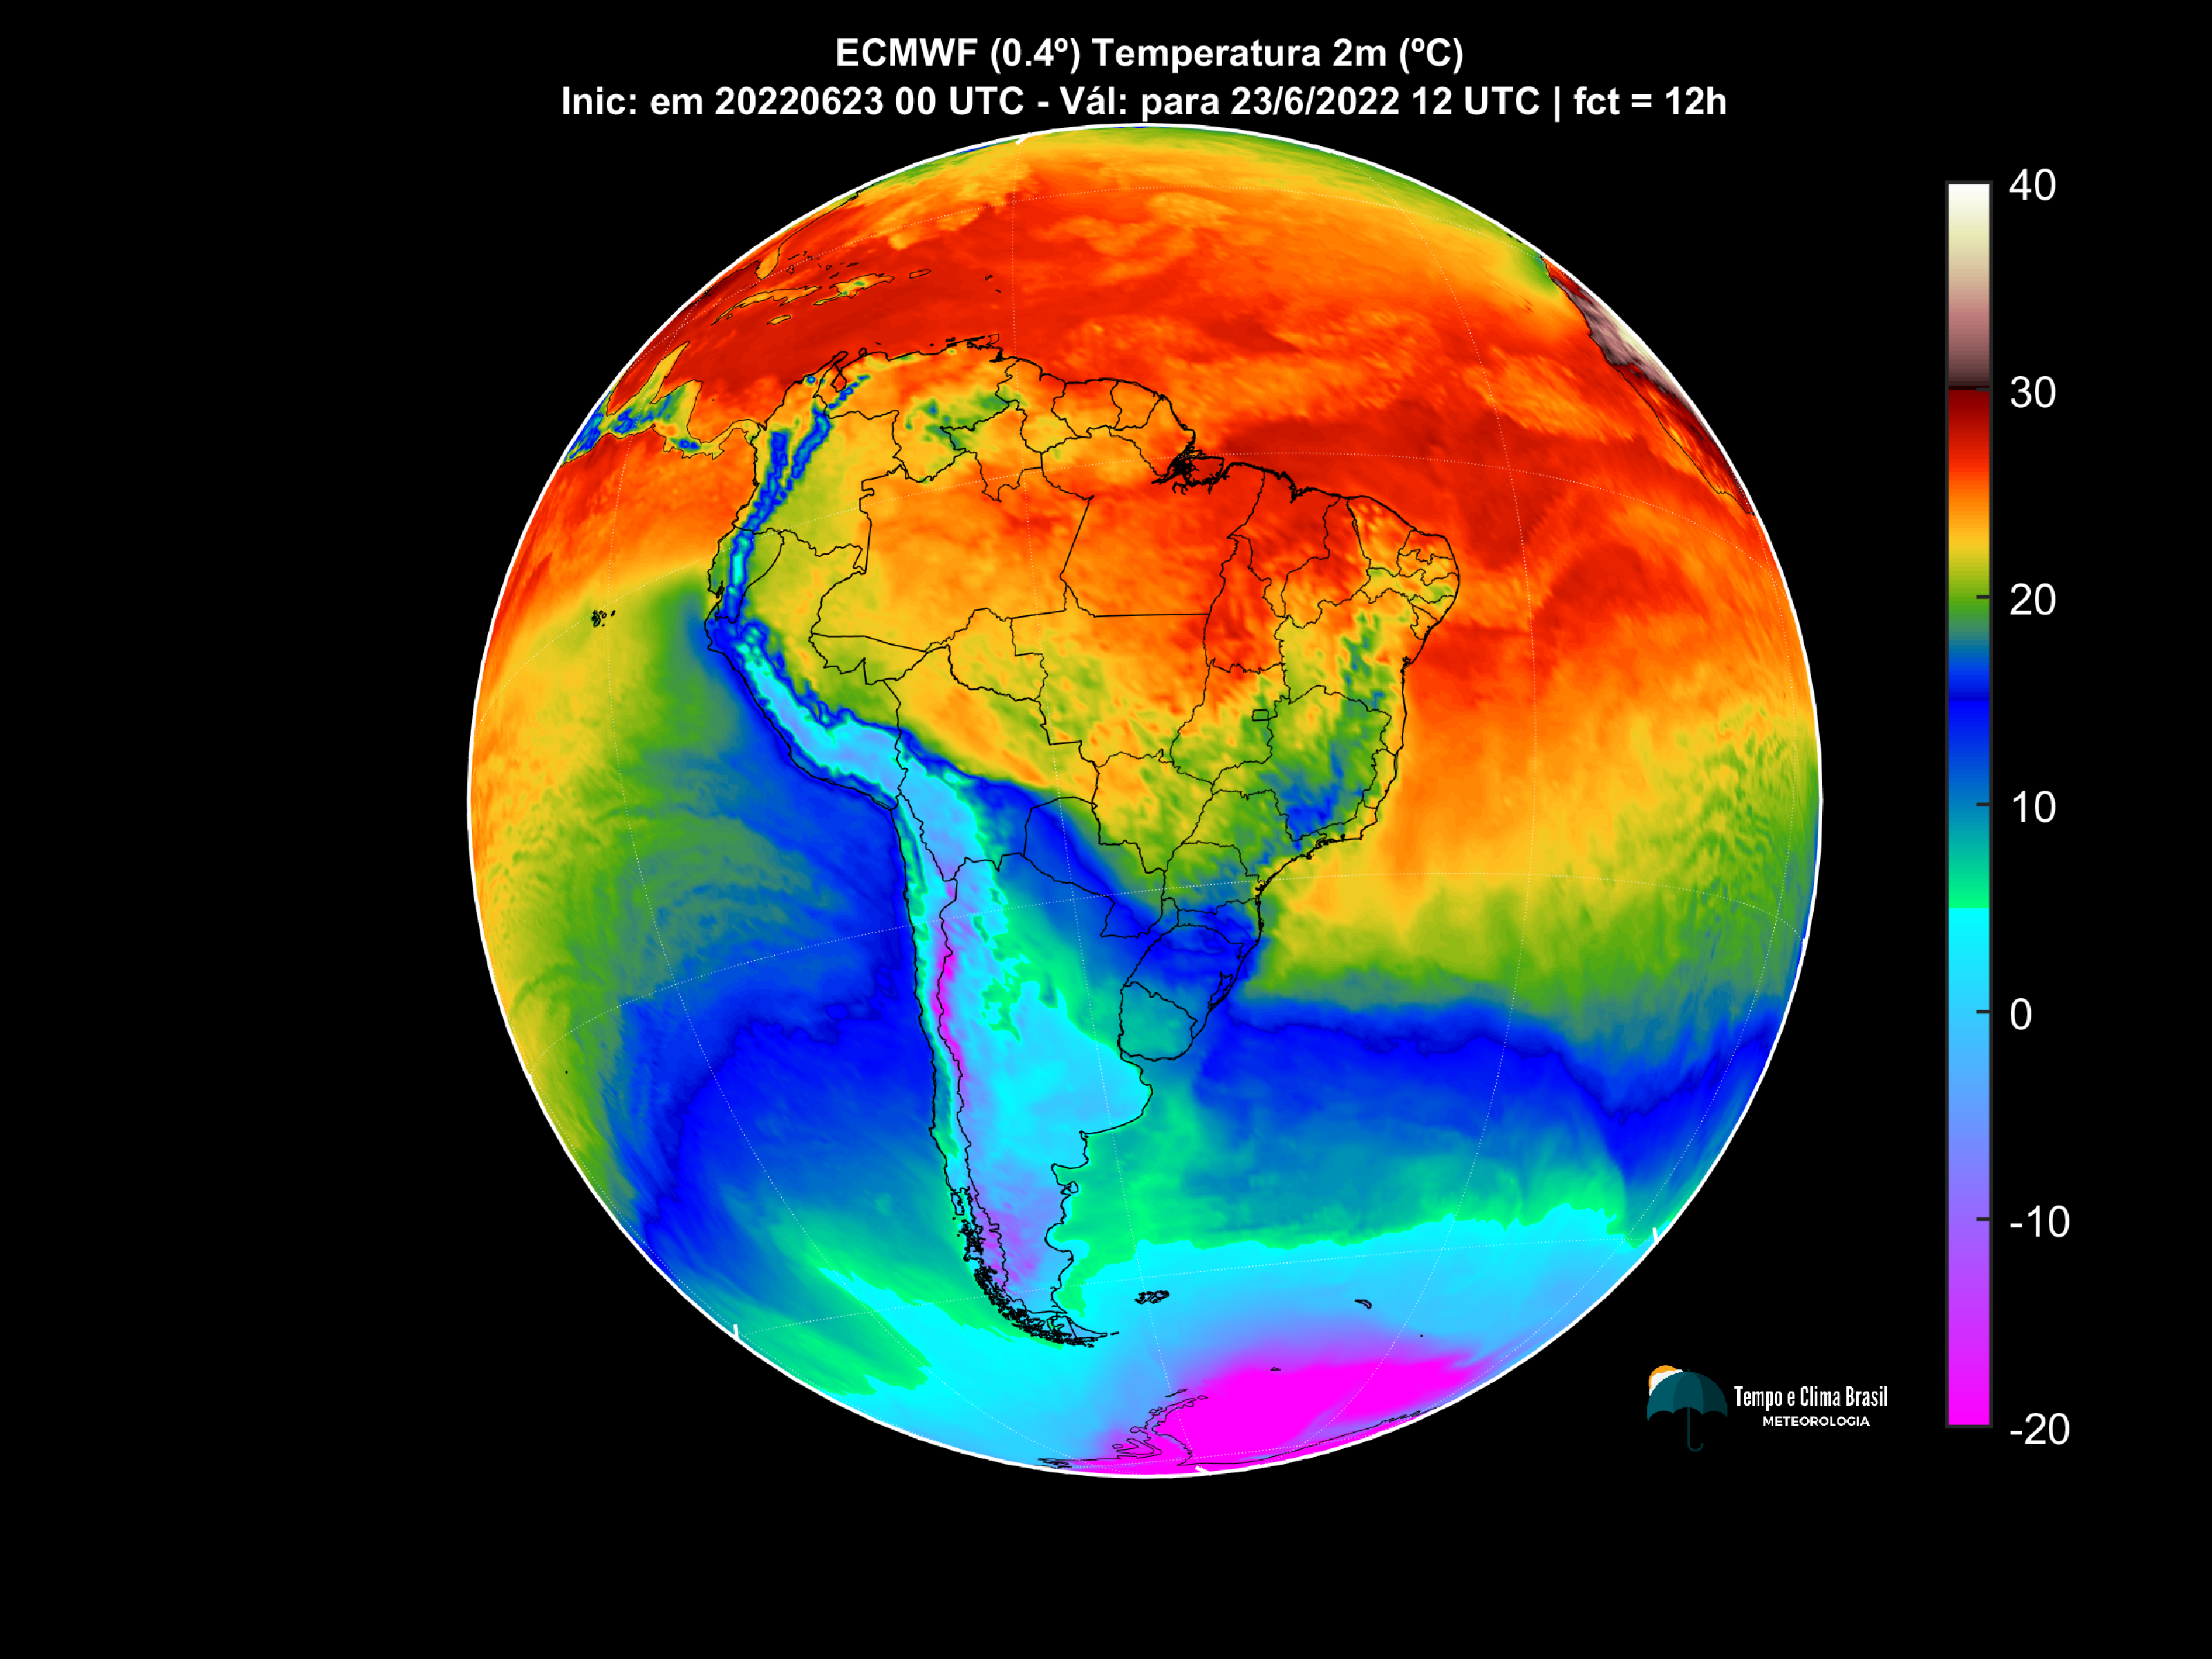 ECMWF (0.4º) Temperatura 2m (ºC)
Inic: em 20220623 00 UTC - Vál: para 23/6/2022 12 UTC | fct = 12h
40
30
20
10
0
-10
-20
Tempo e Clima Brasil
METEOROLOGIA